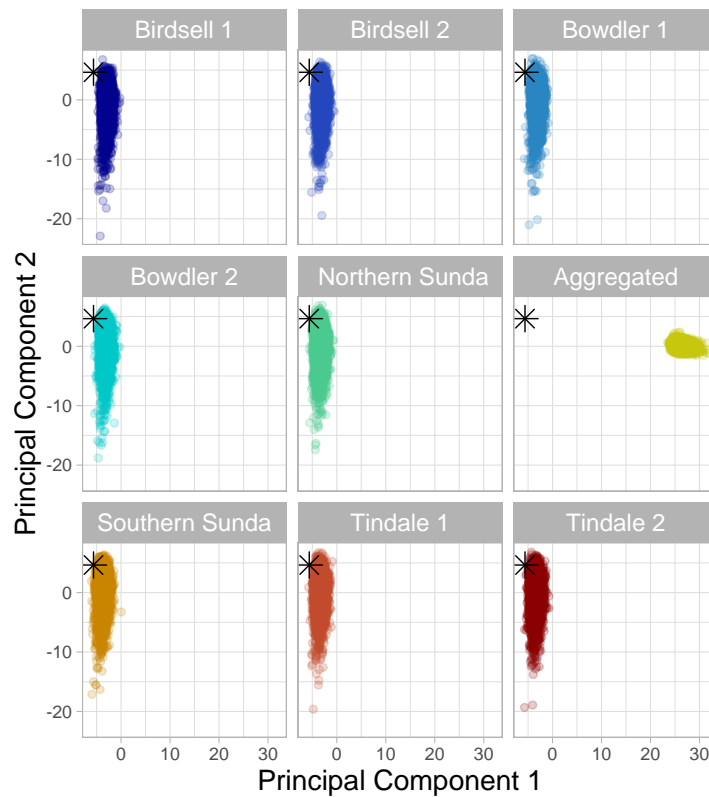 Birdsell 1 Birdsell 2 Bowdler 1
0
-10
-20
Bowdler 2 Northern Sunda Aggregated
0
-10
-20
Southern Sunda Tindale 1 Tindale 2
0
-10
-20
0 10 20 30 0 10 20 30 0 10 20 30
Principal Component 1
Principal Component 2